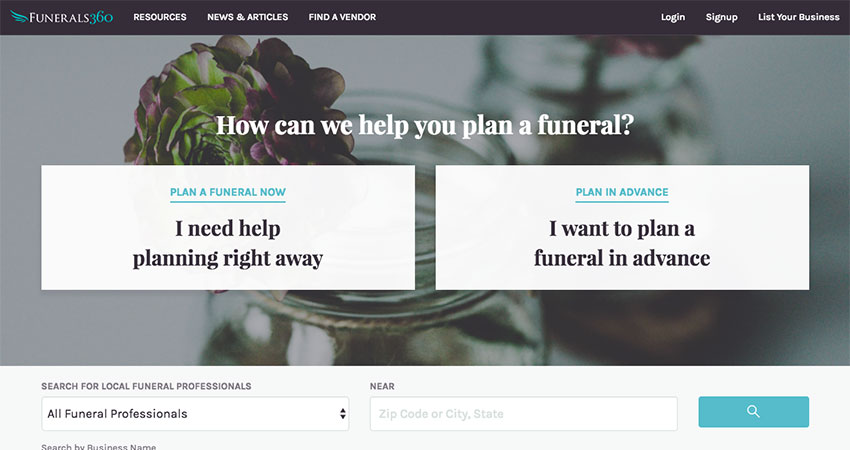 FUNERALS360 RESOURCES NEWS & ARTICLES FIND A VENDOR Login Signup List Your Business
How can we help you plan a funeral?
PLAN A FUNERAL NOW
I need help
planning right away
PLAN IN ADVANCE
I want to plan a
funeral in advance
SEARCH FOR LOCAL FUNERAL PROFESSIONALS
All Funeral Professionals
NEAR
Zip Code or City, State
Search by Business Name